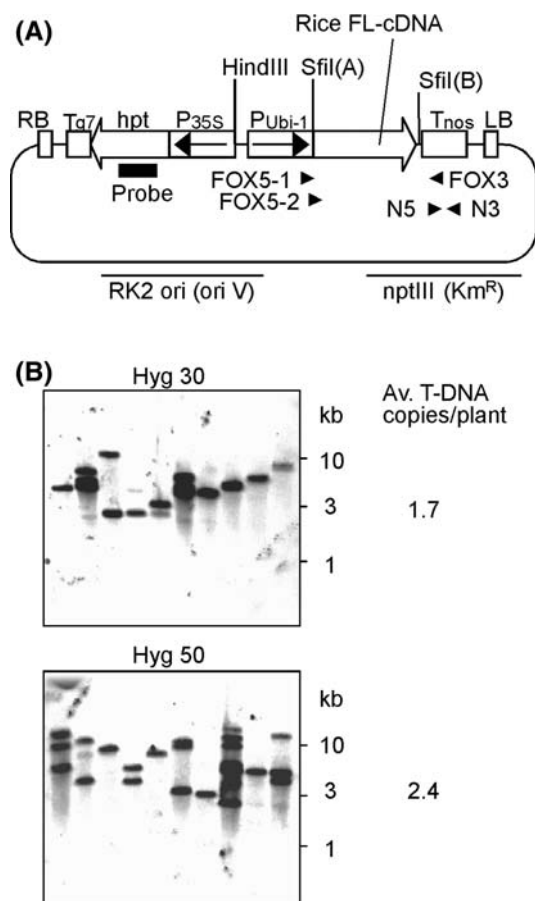 (A)
Rice FL-cDNA
HindIII SfiI(A)
SfiI(B)
RB Tg7 hpt P35S PUbi-1 Tnos LB
Probe
FOX5-1 FOX3
FOX5-2 N5 N3
RK2 ori (ori V) nptIII (KmR)
(B)
Hyg 30
kb
Av. T-DNA
copies/plant
10
3
1.7
1
Hyg 50
kb
10
3
2.4
1